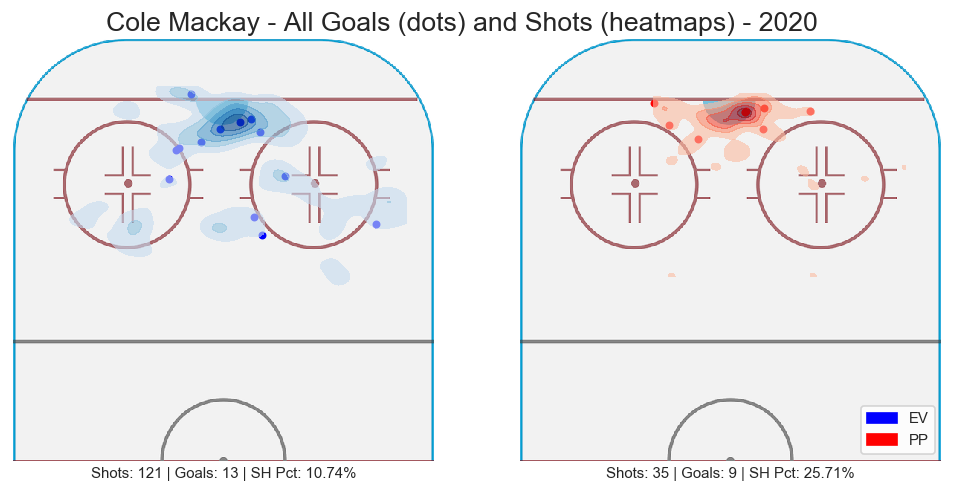 Cole Mackay - All Goals (dots) and Shots (heatmaps) - 2020
EV
PP
Shots: 121 | Goals: 13 | SH Pct: 10.74%
Shots: 35 | Goals: 9 | SH Pct: 25.71%